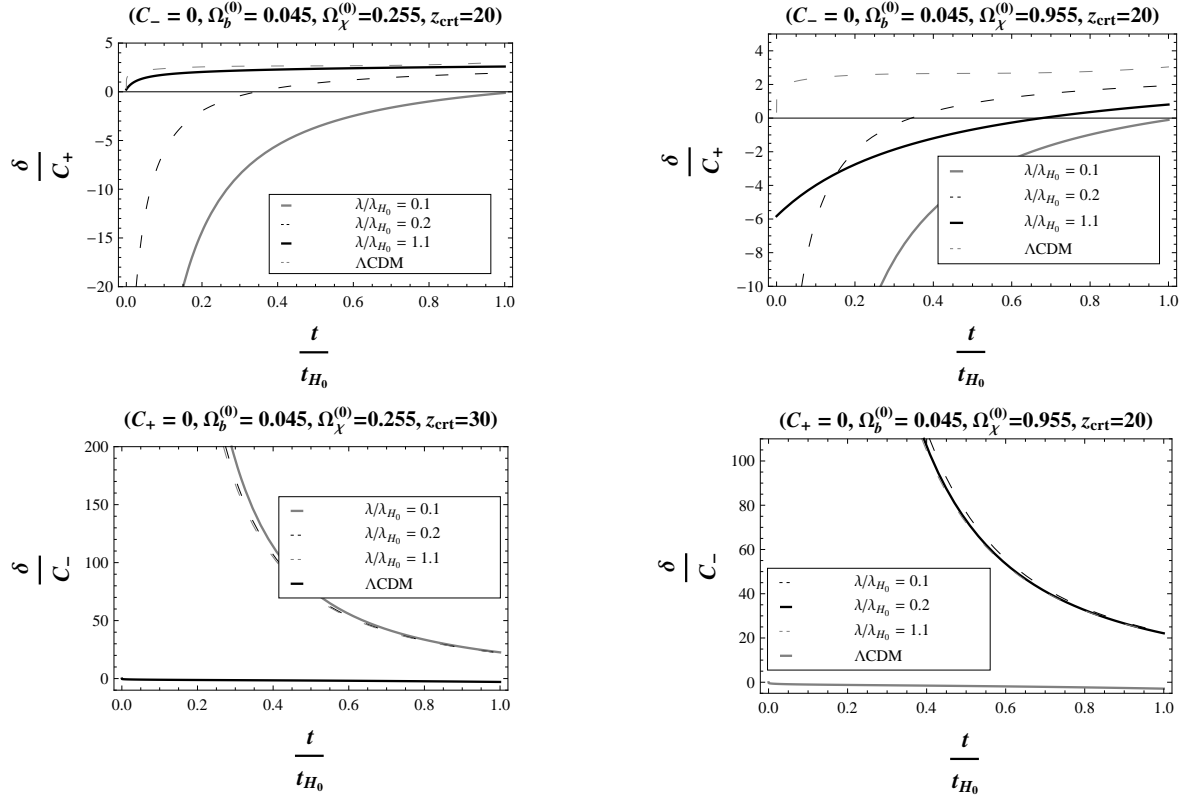 (C₋ = 0, Ω_b^(0) = 0.045, Ω_χ^(0)=0.255, z_crt=20)
5
0
−5
−10
−15
−20
δ
C₊
λ/λ_H₀ = 0.1
λ/λ_H₀ = 0.2
λ/λ_H₀ = 1.1
ΛCDM
0.0 0.2 0.4 0.6 0.8 1.0
t
t_H₀
(C₋ = 0, Ω_b^(0) = 0.045, Ω_χ^(0)=0.955, z_crt=20)
4
2
0
−2
−4
−6
−8
−10
δ
C₊
λ/λ_H₀ = 0.1
λ/λ_H₀ = 0.2
λ/λ_H₀ = 1.1
ΛCDM
0.0 0.2 0.4 0.6 0.8 1.0
t
t_H₀
(C₊ = 0, Ω_b^(0) = 0.045, Ω_χ^(0)=0.255, z_crt=30)
200
150
100
50
0
δ
C₋
λ/λ_H₀ = 0.1
λ/λ_H₀ = 0.2
λ/λ_H₀ = 1.1
ΛCDM
0.0 0.2 0.4 0.6 0.8 1.0
t
t_H₀
(C₊ = 0, Ω_b^(0) = 0.045, Ω_χ^(0)=0.955, z_crt=20)
100
80
60
40
20
0
δ
C₋
λ/λ_H₀ = 0.1
λ/λ_H₀ = 0.2
λ/λ_H₀ = 1.1
ΛCDM
0.0 0.2 0.4 0.6 0.8 1.0
t
t_H₀